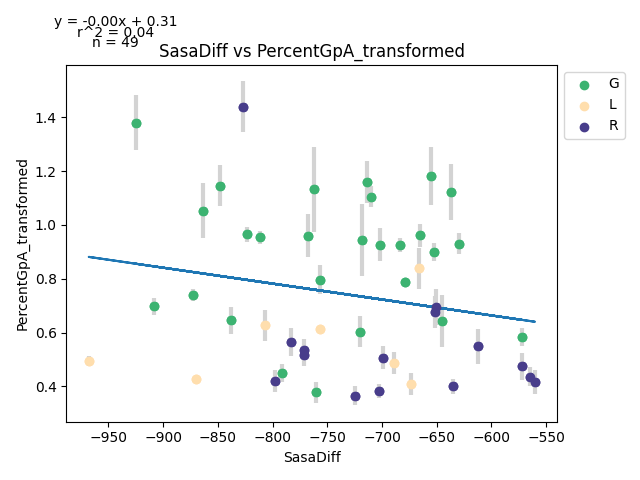 y = -0.00x + 0.31
r^2 = 0.04
n = 49
SasaDiff vs PercentGpA_transformed
G
L
R
PercentGpA_transformed
1.4
1.2
1.0
0.8
0.6
0.4
−950 −900 −850 −800 −750 −700 −650 −600 −550
SasaDiff